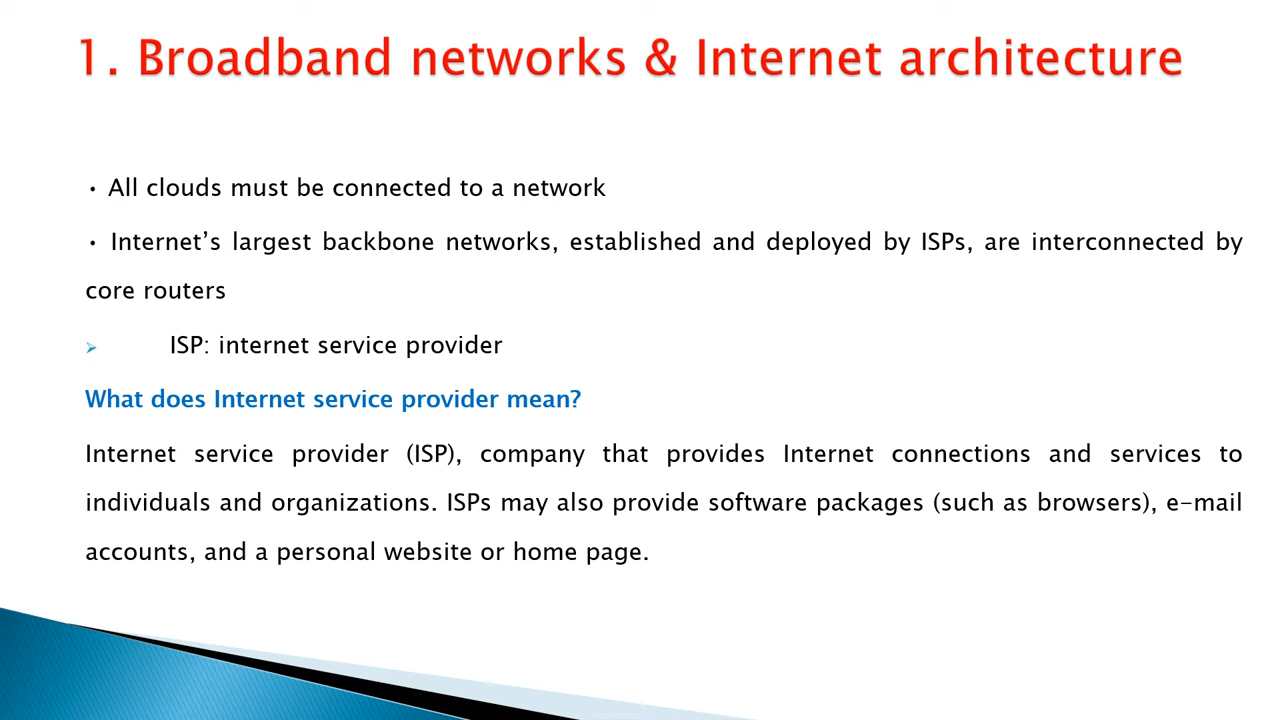 1. Broadband networks & Internet architecture
• All clouds must be connected to a network
• Internet’s largest backbone networks, established and deployed by ISPs, are interconnected by
core routers
➢ ISP: internet service provider
What does Internet service provider mean?
Internet service provider (ISP), company that provides Internet connections and services to
individuals and organizations. ISPs may also provide software packages (such as browsers), e-mail
accounts, and a personal website or home page.